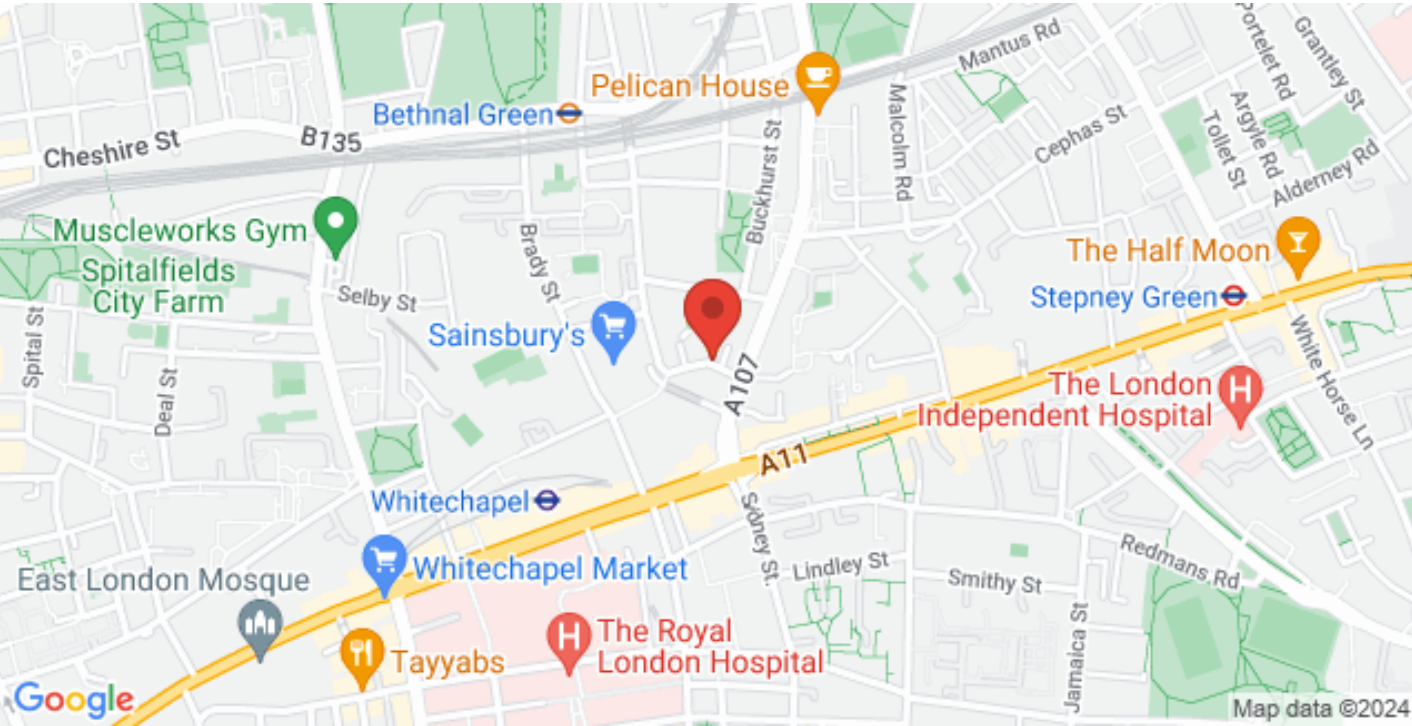 Portelet Rd
Grantley St
Mantus Rd
Pelican House
Bethnal Green
B135
Cheshire St
Malcolm Rd
Cephas St
Tollet St
Argyle Rd
Alderney Rd
Buckhurst St
Muscleworks Gym
Spitalfields
City Farm
Brady St
The Half Moon
Selby St
Stepney Green
Spital St
Sainsbury's
Deal St
A107
White Horse Ln
The London
Independent Hospital
A11
Whitechapel
Sidney St.
Whitechapel Market
East London Mosque
Lindley St
Smithy St
Redmans Rd
Jamaica St
The Royal
London Hospital
Tayyabs
Google
Map data ©2024